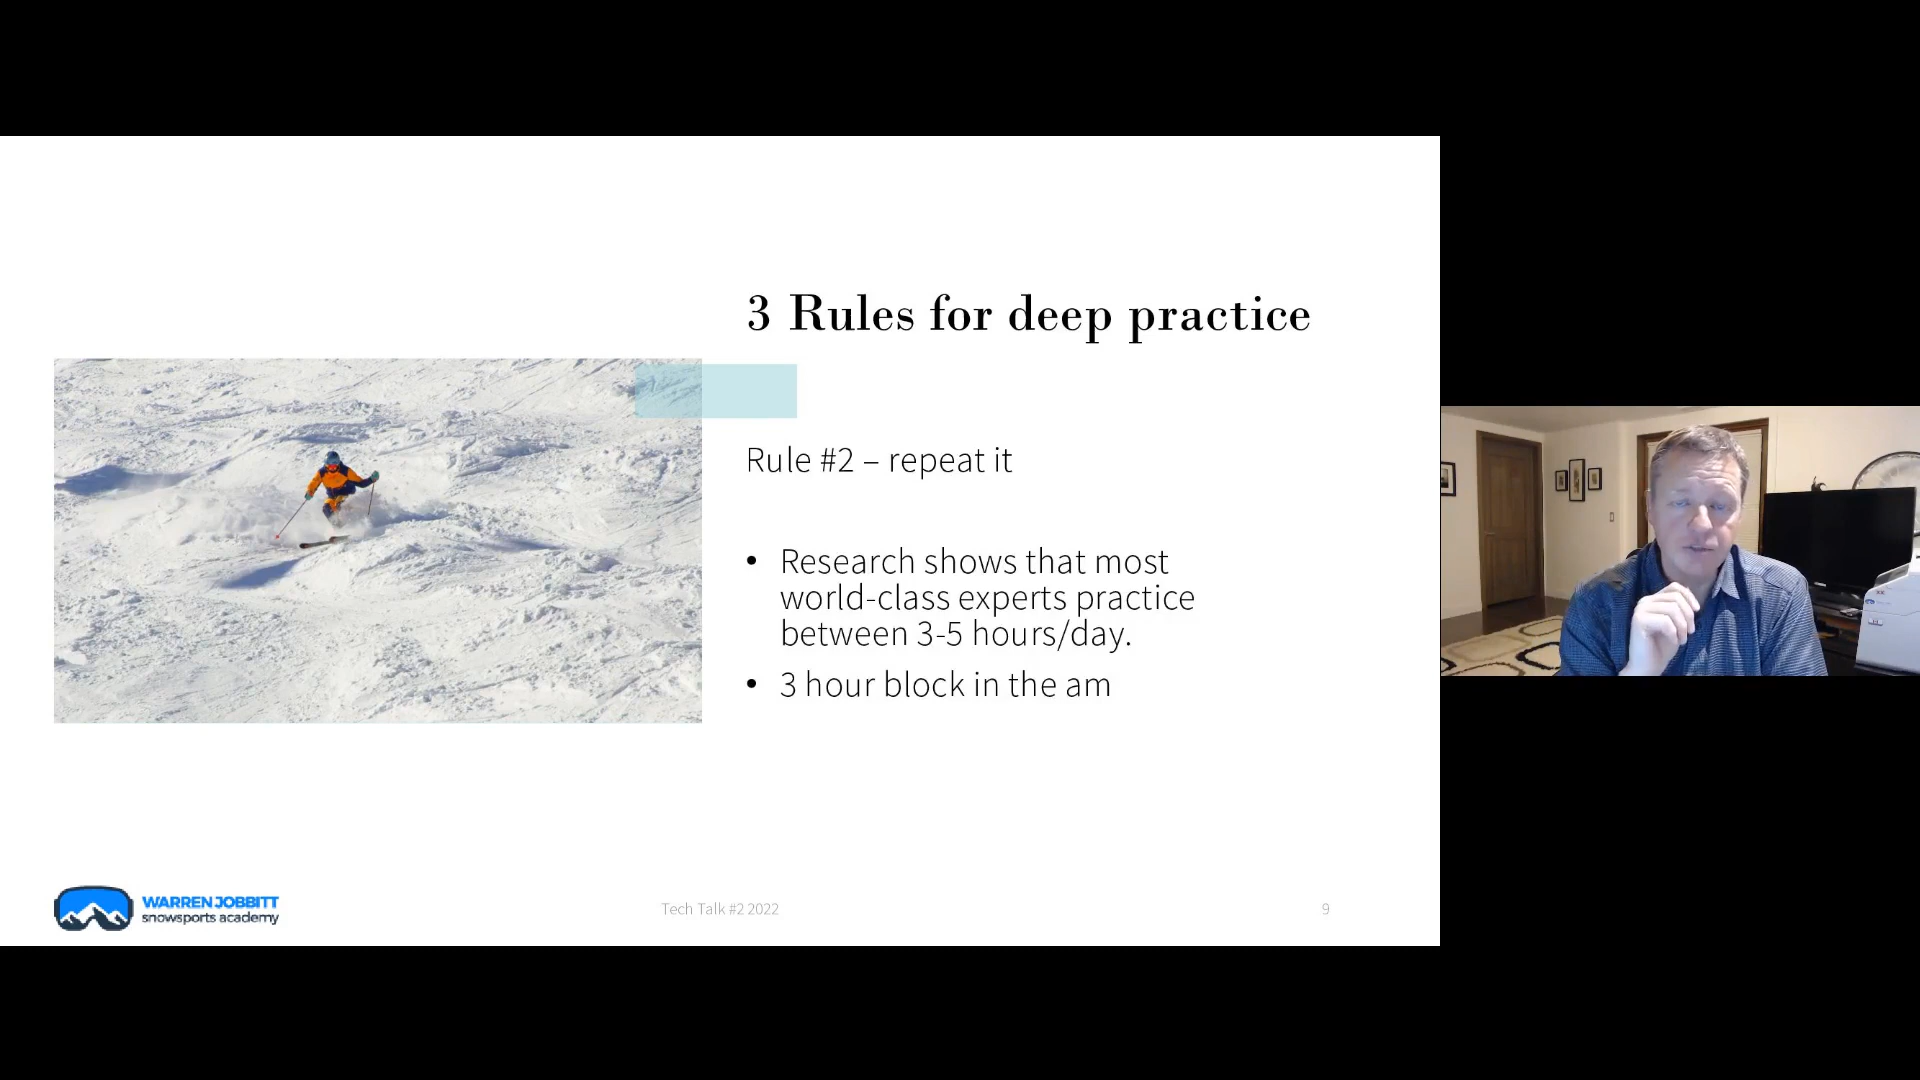 3 Rules for deep practice
Rule #2 – repeat it
• Research shows that most
world-class experts practice
between 3-5 hours/day.
• 3 hour block in the am
WARREN JOBBITT
snowsports academy
Tech Talk #2 2022
9